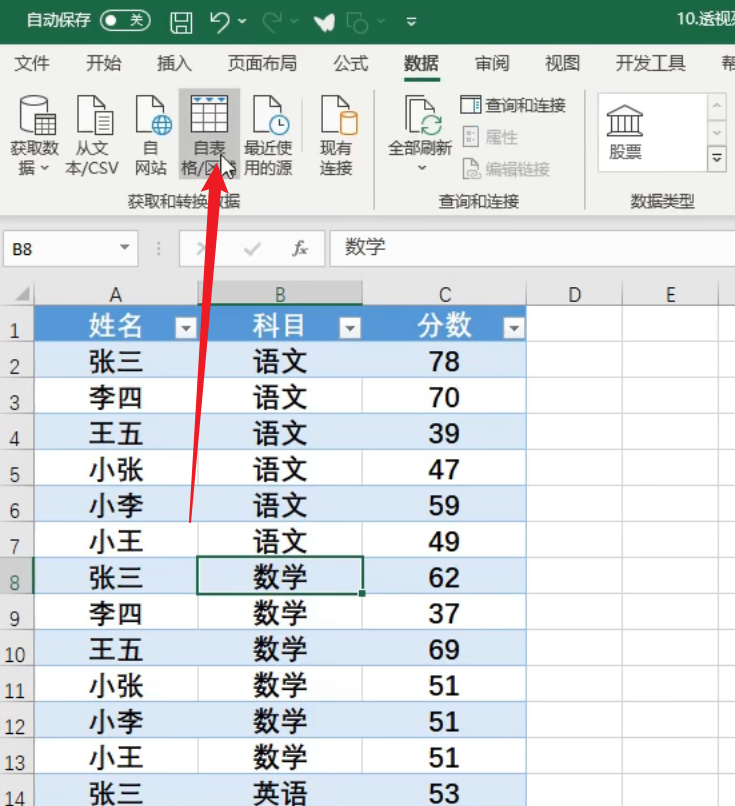 自动保存 关 10.透视
文件 开始 插入 页面布局 公式 数据 审阅 视图 开发工具 帮
获取数据 从文本/CSV 自网站 自表格/区 最近使用的源 现有连接 全部刷新 查询和连接 属性 编辑链接 股票
获取和转换数据 查询和连接 数据类型
B8 fx 数学
A B C D E
1 姓名 科目 分数
2 张三 语文 78
3 李四 语文 70
4 王五 语文 39
5 小张 语文 47
6 小李 语文 59
7 小王 语文 49
8 张三 数学 62
9 李四 数学 37
10 王五 数学 69
11 小张 数学 51
12 小李 数学 51
13 小王 数学 51
14 张三 英语 53